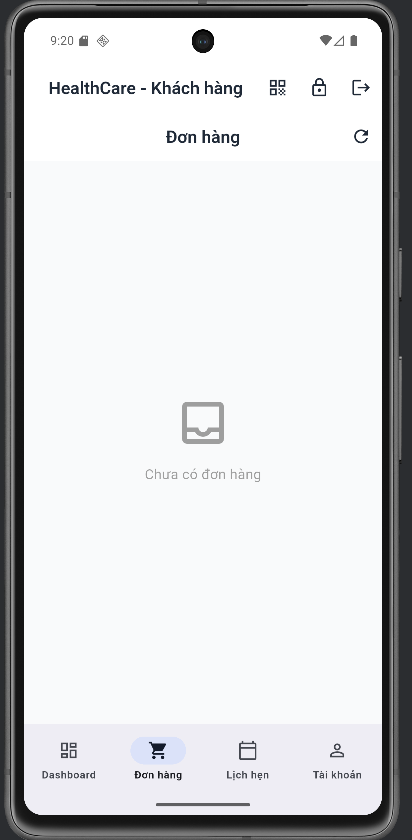 9:20
HealthCare - Khách hàng
Đơn hàng
Chưa có đơn hàng
Dashboard
Đơn hàng
Lịch hẹn
Tài khoản